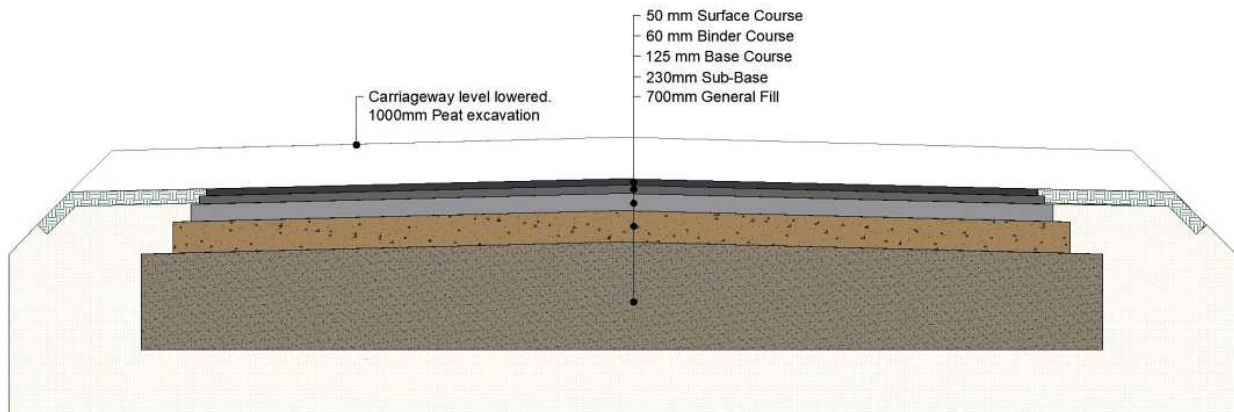 50 mm Surface Course
60 mm Binder Course
125 mm Base Course
230mm Sub-Base
700mm General Fill
Carriageway level lowered.
1000mm Peat excavation